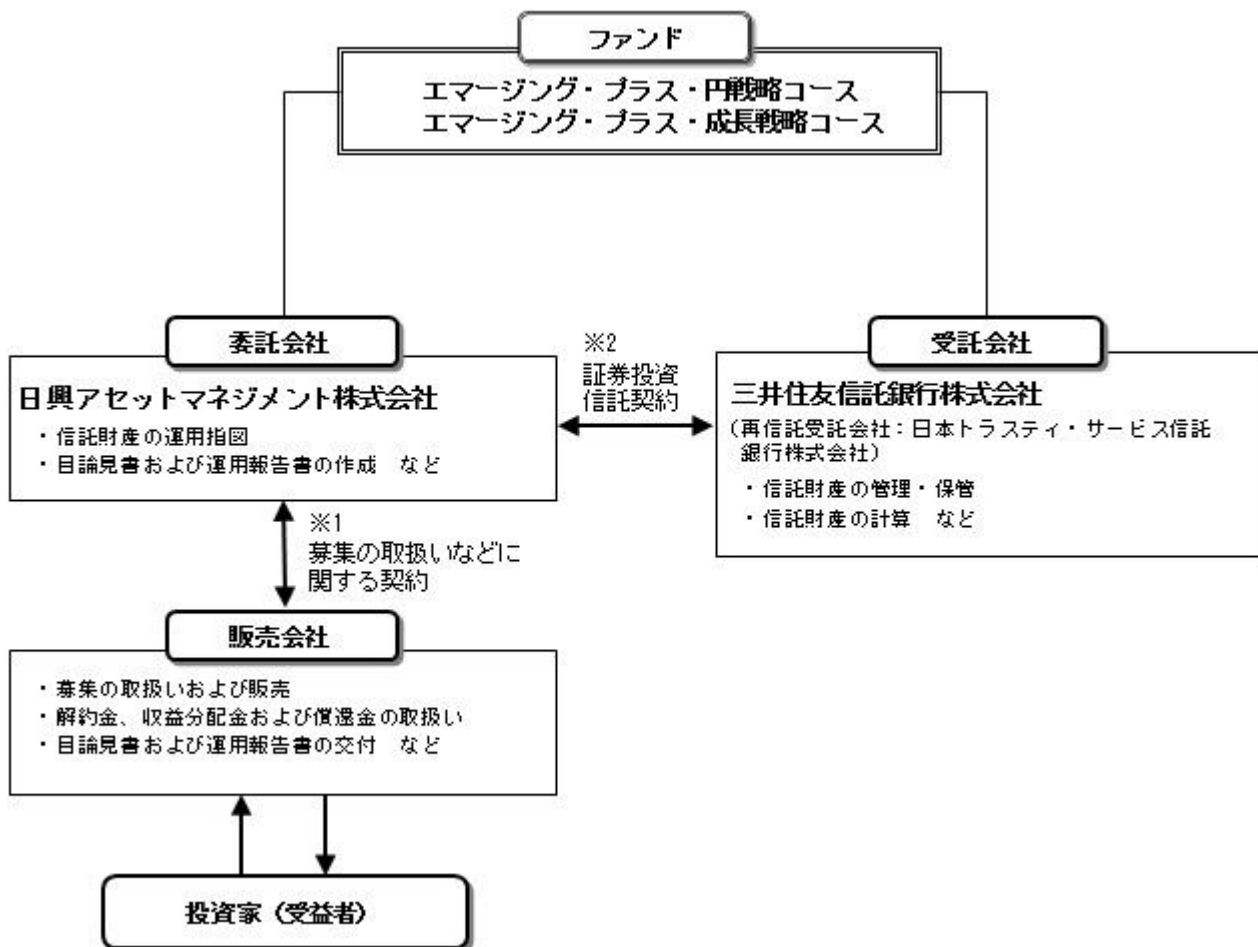 ファンド
エマージング・プラス・円戦略コース
エマージング・プラス・成長戦略コース
委託会社
日興アセットマネジメント株式会社
・信託財産の運用指図
・目論見書および運用報告書の作成　など
※2
証券投資
信託契約
受託会社
三井住友信託銀行株式会社
（再信託受託会社：日本トラスティ・サービス信託
銀行株式会社）
・信託財産の管理・保管
・信託財産の計算　など
※1
募集の取扱いなどに
関する契約
販売会社
・募集の取扱いおよび販売
・解約金、収益分配金および償還金の取扱い
・目論見書および運用報告書の交付　など
投資家（受益者）